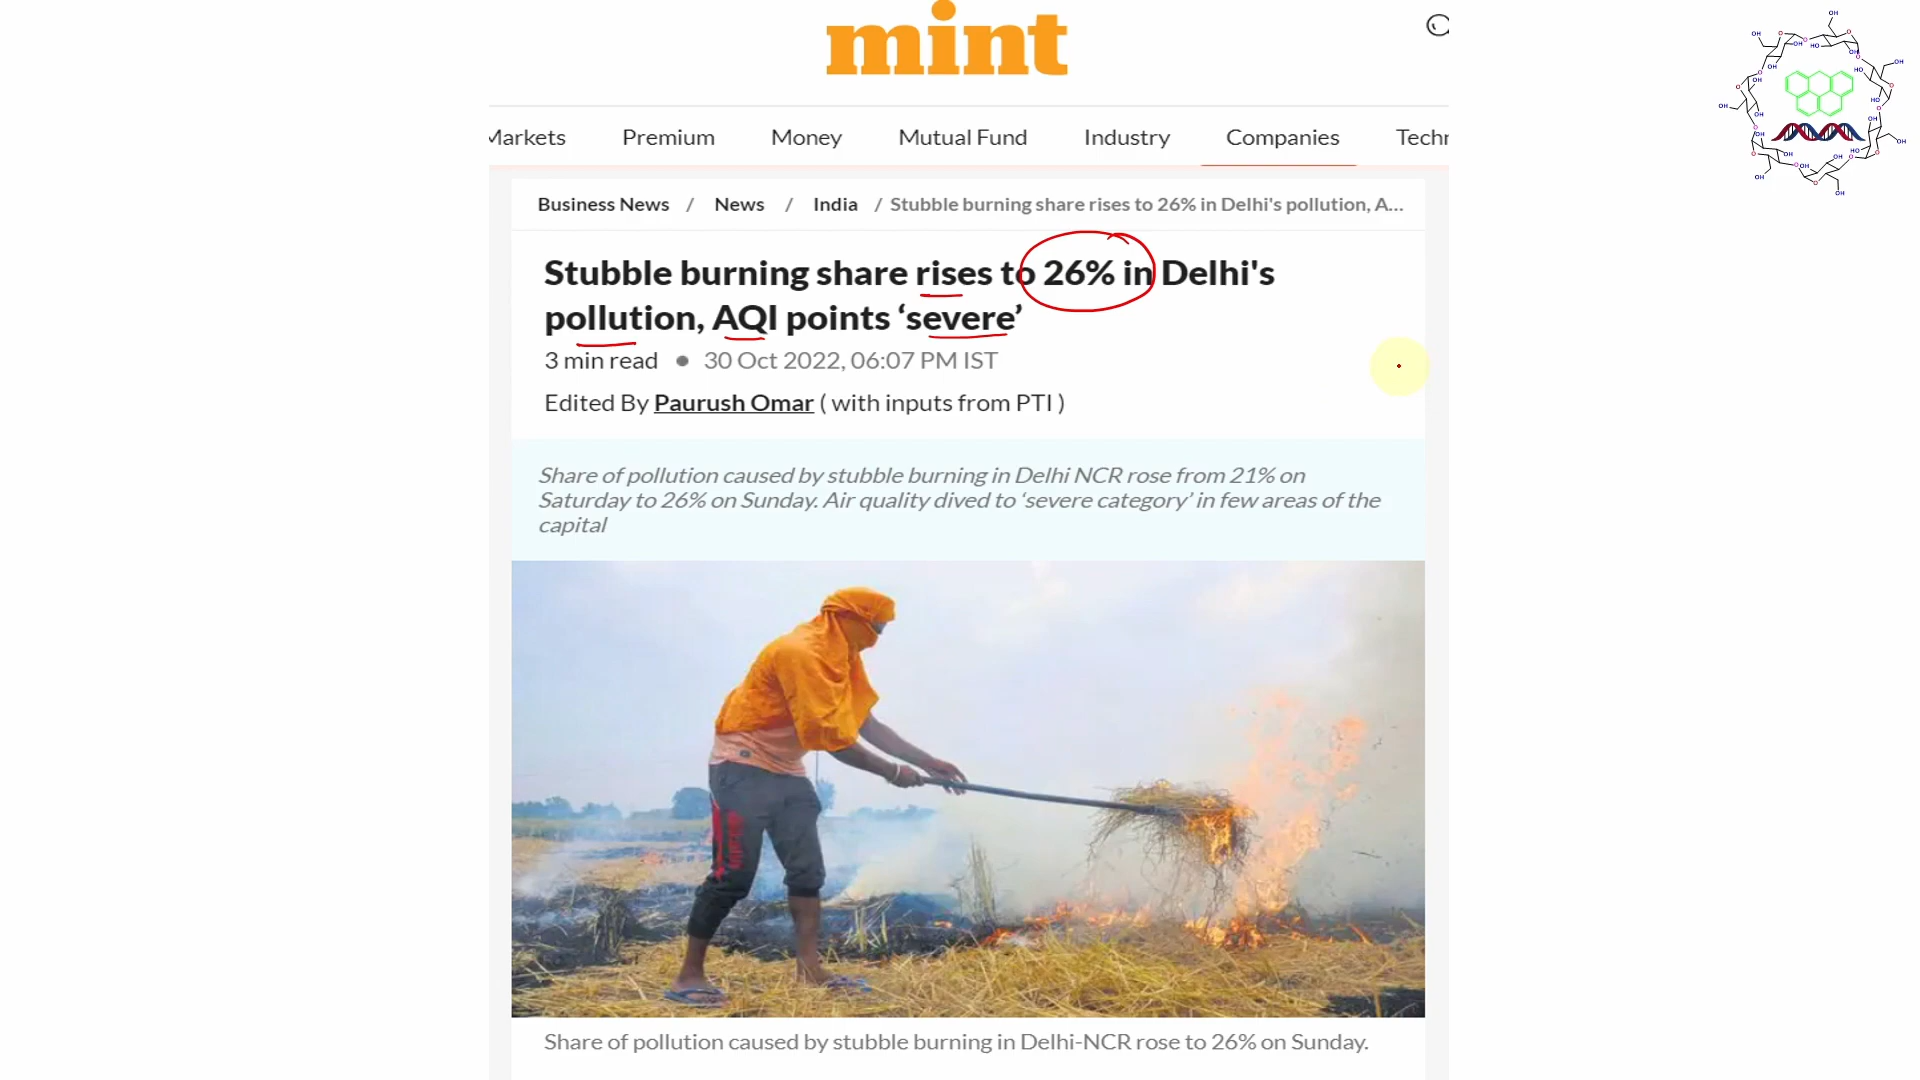 mint
Markets Premium Money Mutual Fund Industry Companies Techn
Business News / News / India / Stubble burning share rises to 26% in Delhi's pollution, A...
Stubble burning share rises to 26% in Delhi's
pollution, AQI points ‘severe’
3 min read ● 30 Oct 2022, 06:07 PM IST
Edited By Paurush Omar ( with inputs from PTI )
Share of pollution caused by stubble burning in Delhi NCR rose from 21% on
Saturday to 26% on Sunday. Air quality dived to ‘severe category’ in few areas of the
capital
Share of pollution caused by stubble burning in Delhi-NCR rose to 26% on Sunday.